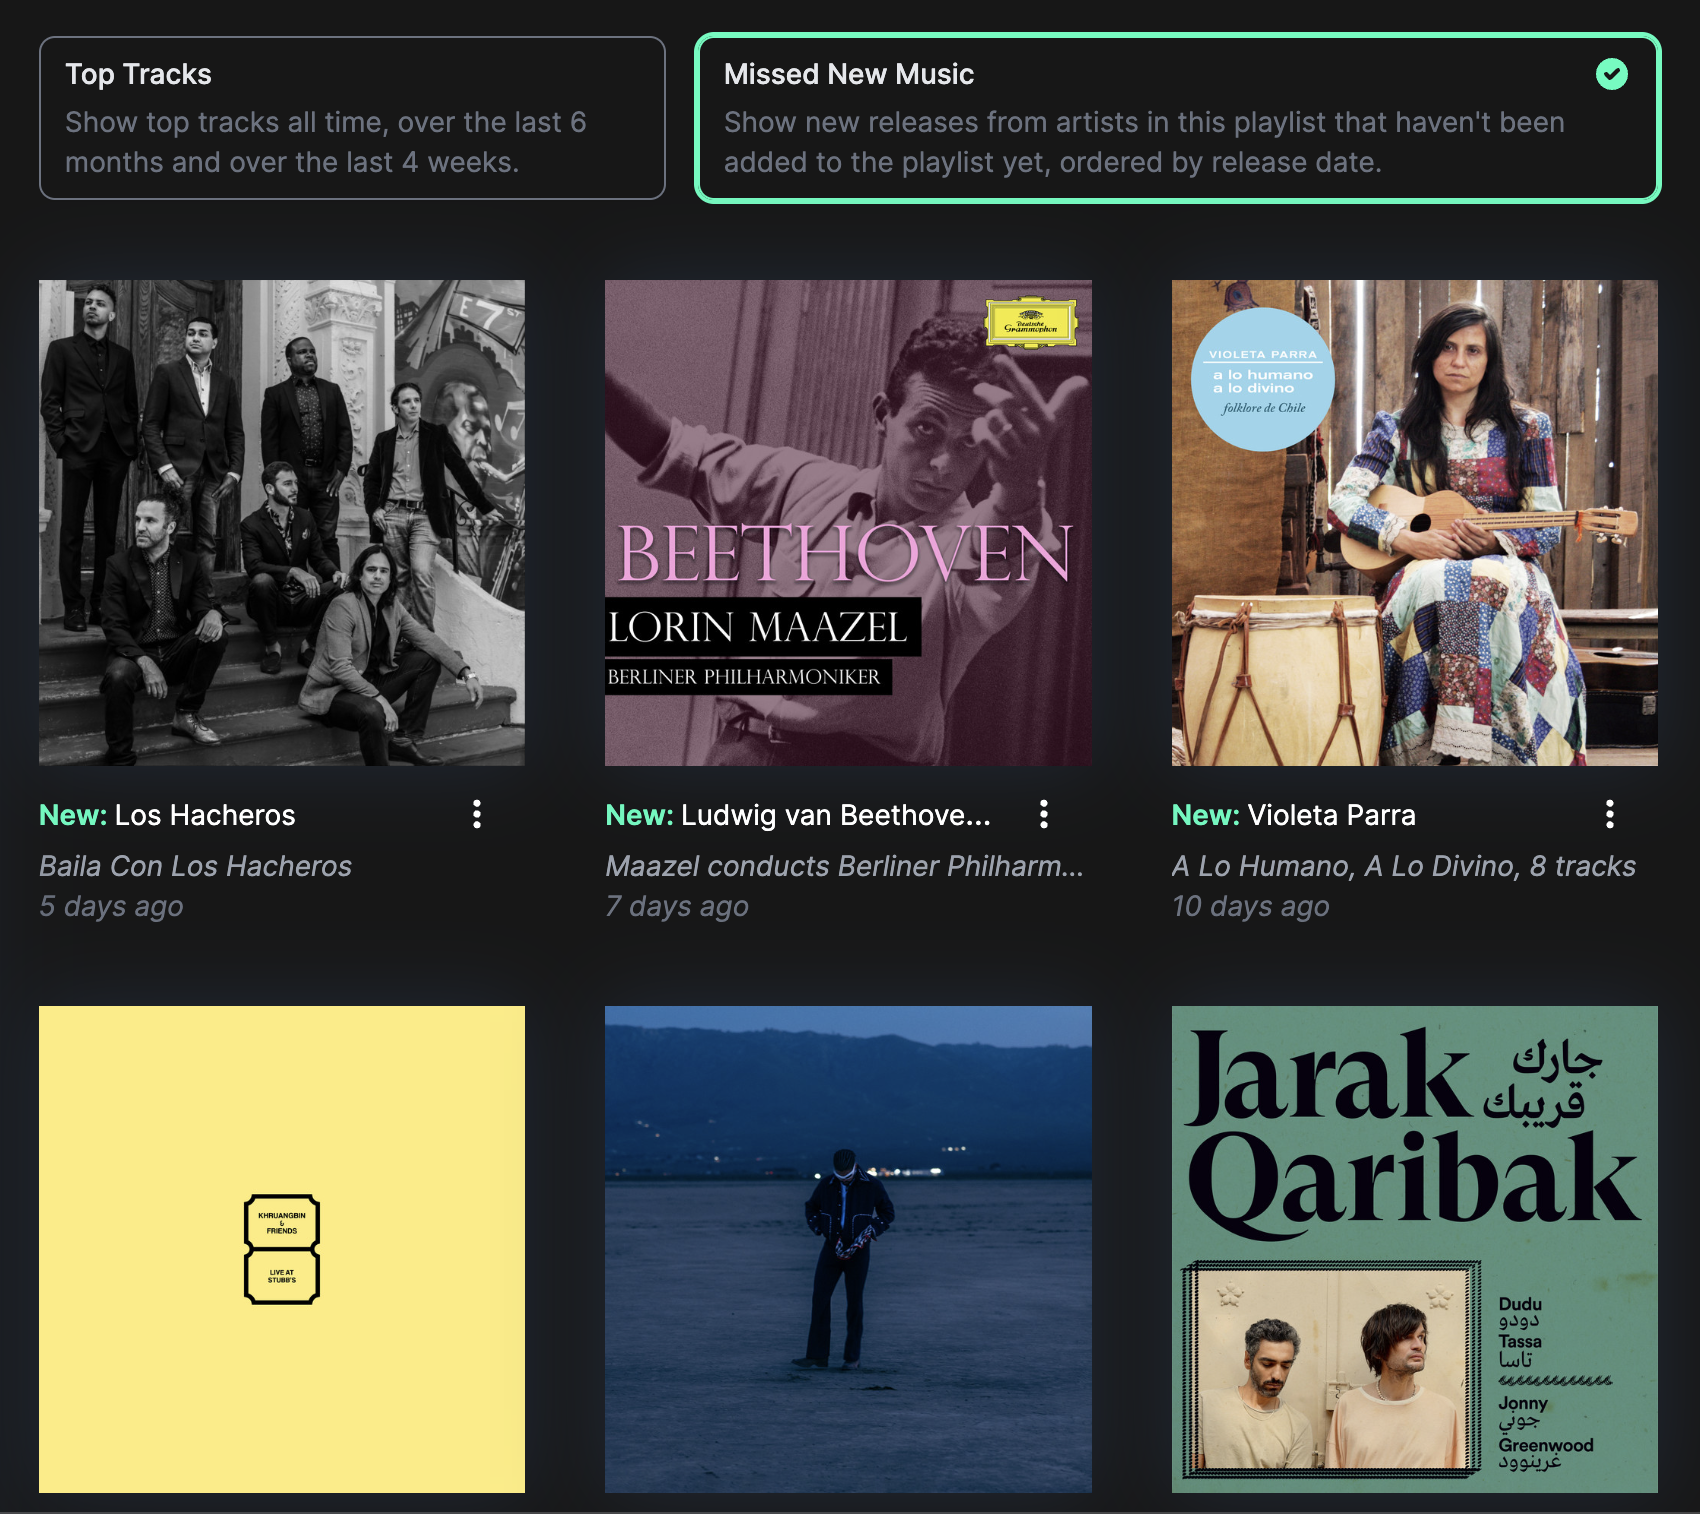 Top Tracks
Show top tracks all time, over the last 6
months and over the last 4 weeks.
Missed New Music
Show new releases from artists in this playlist that haven't been
added to the playlist yet, ordered by release date.
E 7 ST
Deutsche
Grammophon
BEETHOVEN
LORIN MAAZEL
BERLINER PHILHARMONIKER
VIOLETA PARRA
a lo humano
a lo divino
folklore de Chile
New: Los Hacheros
Baila Con Los Hacheros
5 days ago
New: Ludwig van Beethove...
Maazel conducts Berliner Philharm...
7 days ago
New: Violeta Parra
A Lo Humano, A Lo Divino, 8 tracks
10 days ago
KHRUANGBIN
&
FRIENDS
LIVE AT
STUBB'S
Jarak
جارك
قريبك
Qaribak
Dudu
دودو
Tassa
تاسا
Jonny
جوني
Greenwood
غرينوود